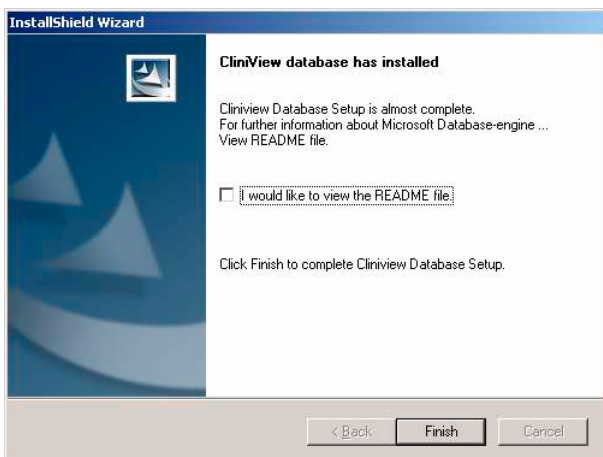 InstallShield Wizard
CliniView database has installed
Cliniview Database Setup is almost complete.
For further information about Microsoft Database-engine ...
View README file.
I would like to view the README file.
Click Finish to complete Cliniview Database Setup.
< Back
Finish
Cancel